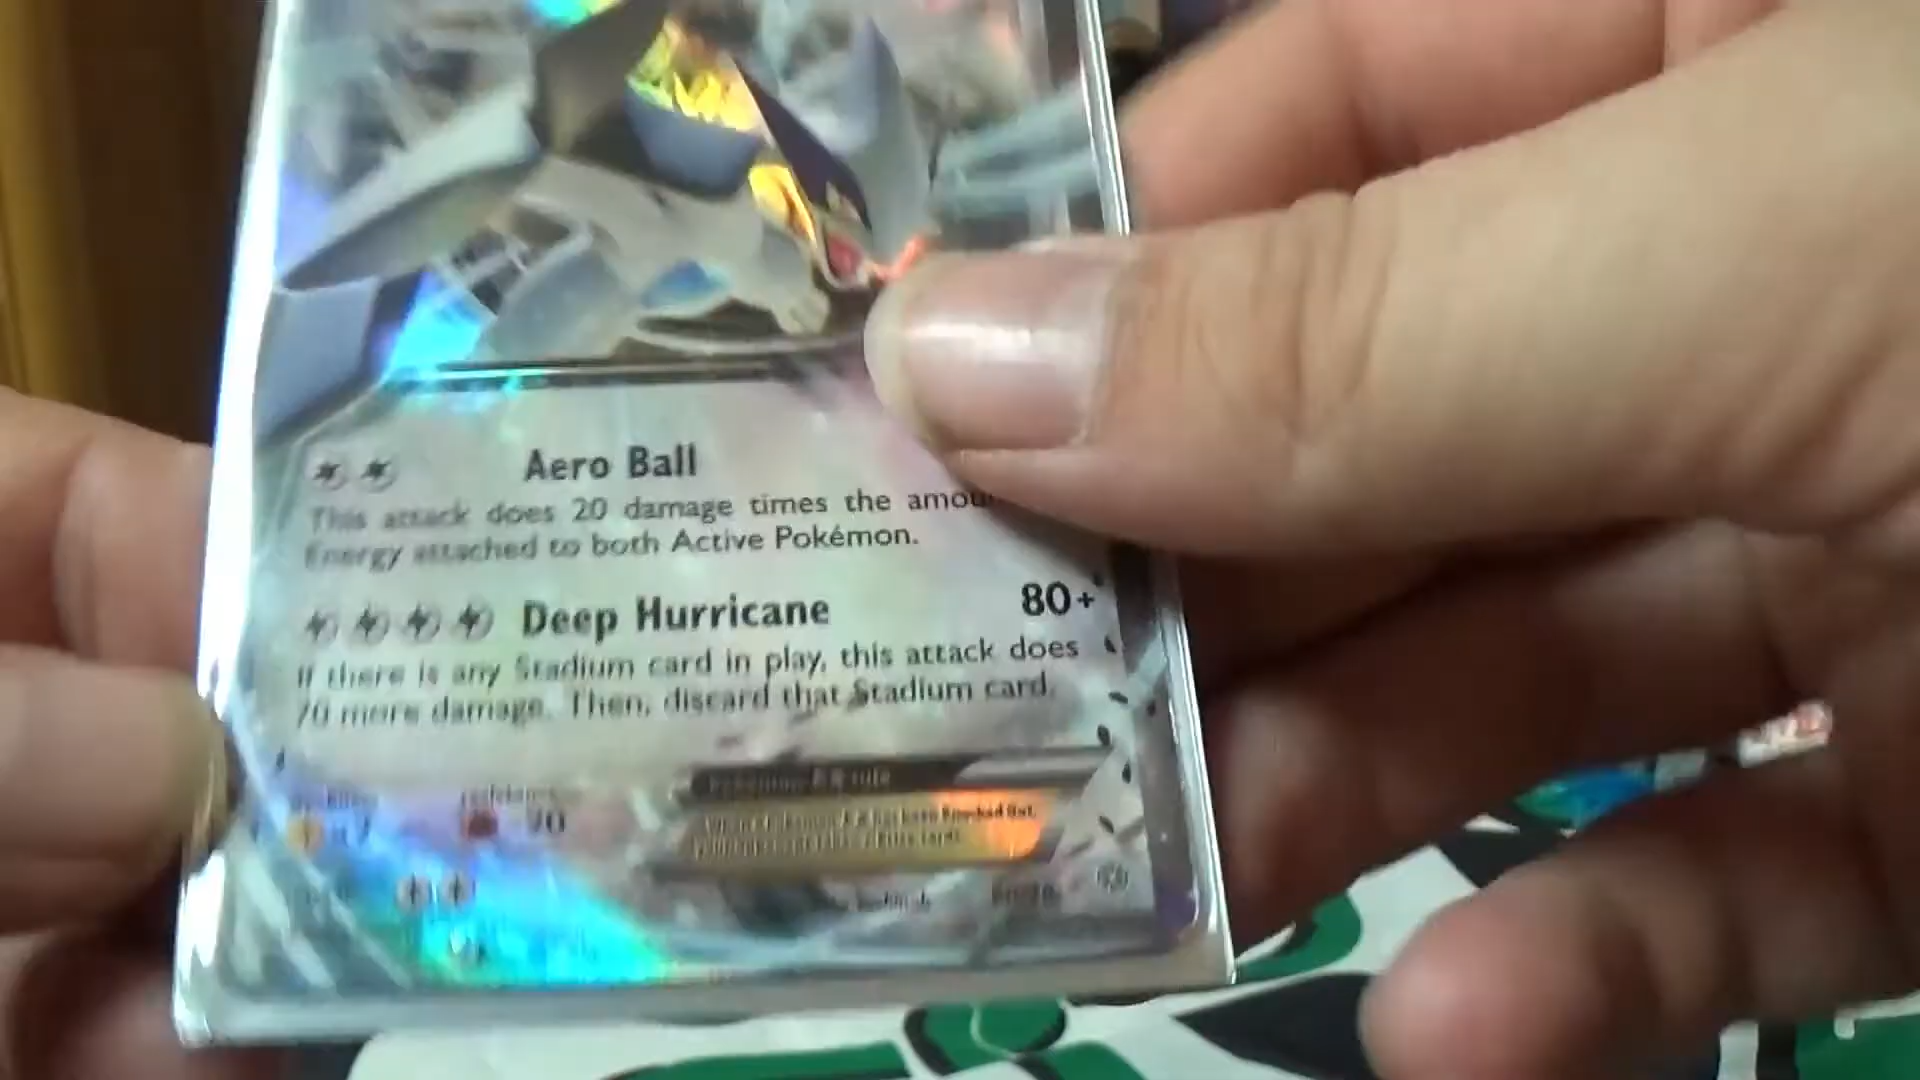 Aero Ball
This attack does 20 damage times the amou
Energy attached to both Active Pokémon.
Deep Hurricane 80+
If there is any Stadium card in play, this attack does
70 more damage. Then, discard that Stadium card.